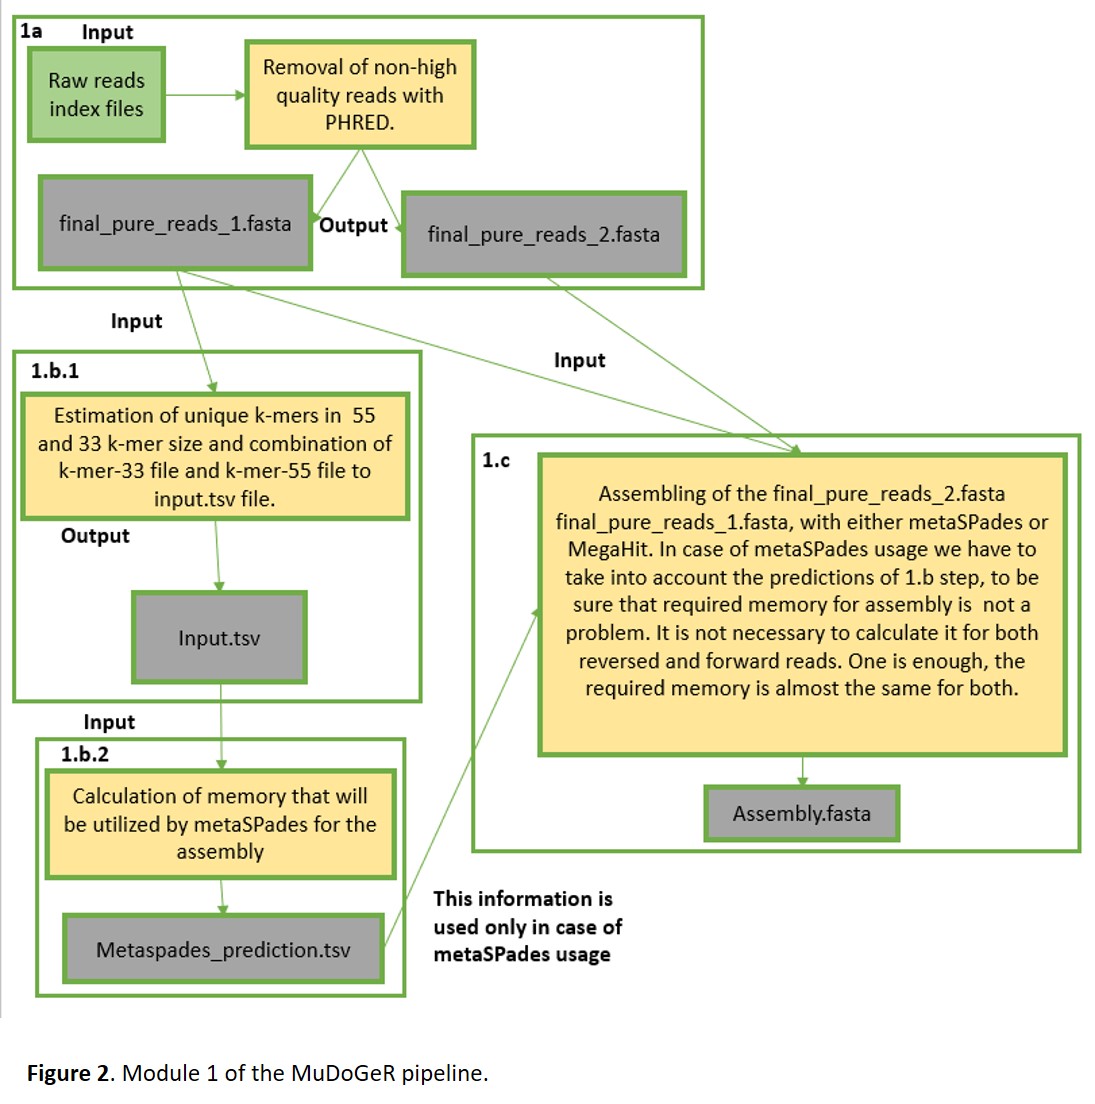 1a
Input
Raw reads
index files
Removal of non-high
quality reads with
PHRED.
final_pure_reads_1.fasta
Output
final_pure_reads_2.fasta
Input
Input
1.b.1
Estimation of unique k-mers in  55
and 33 k-mer size and combination of
k-mer-33 file and k-mer-55 file to
input.tsv file.
Output
Input.tsv
Input
1.b.2
Calculation of memory that will
be utilized by metaSPades for the
assembly
Metaspades_prediction.tsv
This information is
used only in case of
metaSPades usage
1.c
Assembling of the final_pure_reads_2.fasta
final_pure_reads_1.fasta, with either metaSPades or
MegaHit. In case of metaSPades usage we have to
take into account the predictions of 1.b step, to be
sure that required memory for assembly is  not a
problem. It is not necessary to calculate it for both
reversed and forward reads. One is enough, the
required memory is almost the same for both.
Assembly.fasta
Figure 2. Module 1 of the MuDoGeR pipeline.